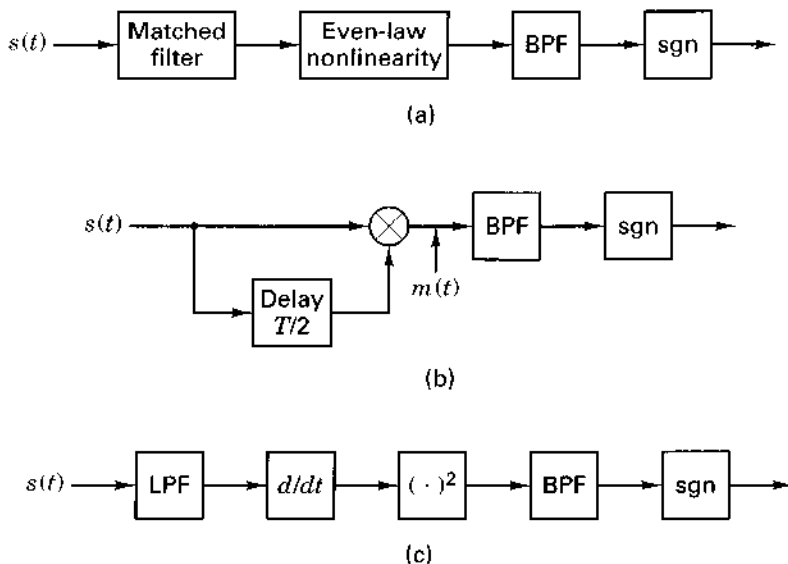 s(t) Matched filter Even-law nonlinearity BPF sgn
(a)
s(t) BPF sgn
Delay T/2 m(t)
(b)
s(t) LPF d/dt ( · )² BPF sgn
(c)